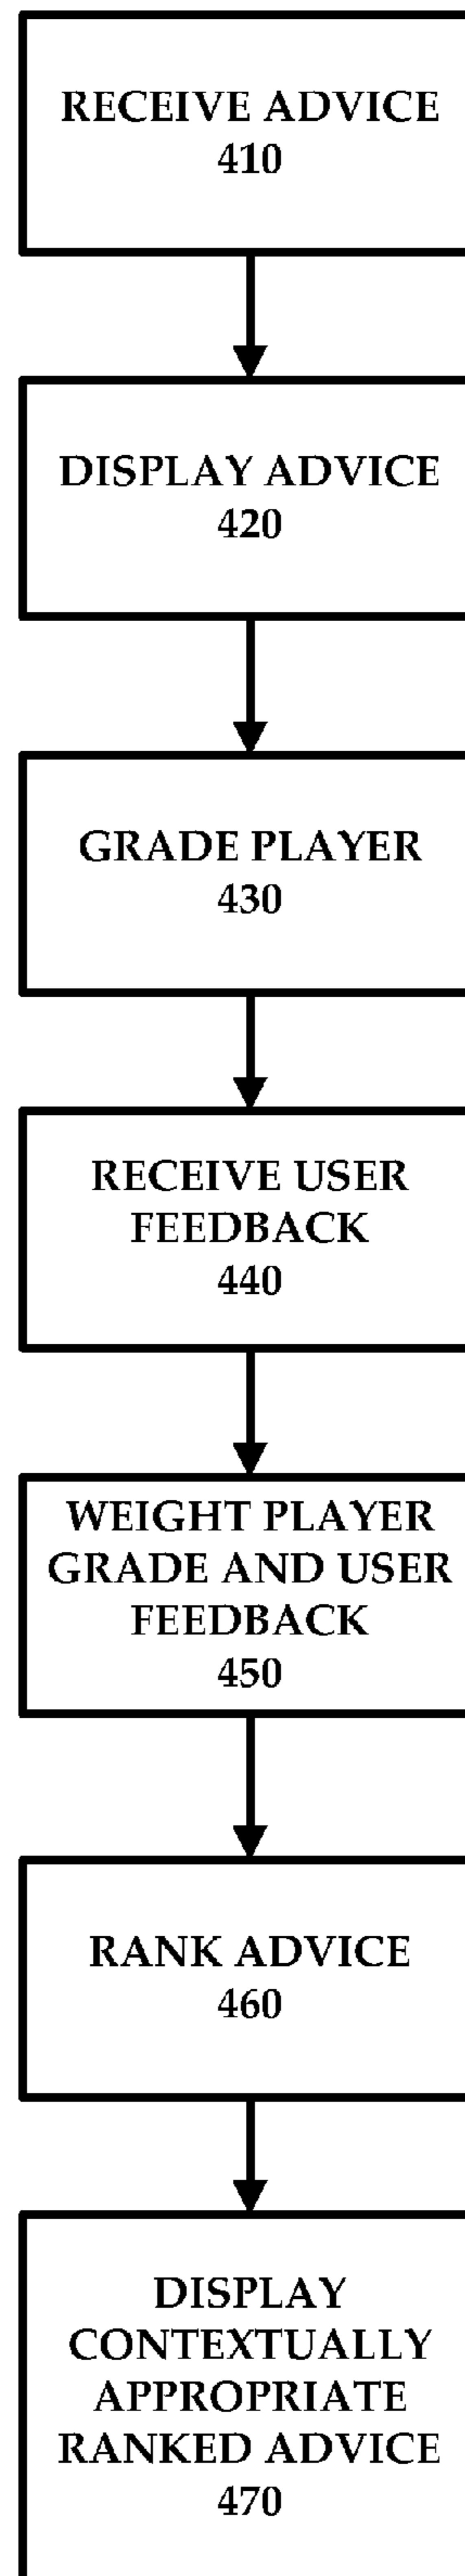 RECEIVE ADVICE
410
DISPLAY ADVICE
420
GRADE PLAYER
430
RECEIVE USER
FEEDBACK
440
WEIGHT PLAYER
GRADE AND USER
FEEDBACK
450
RANK ADVICE
460
DISPLAY
CONTEXTUALLY
APPROPRIATE
RANKED ADVICE
470